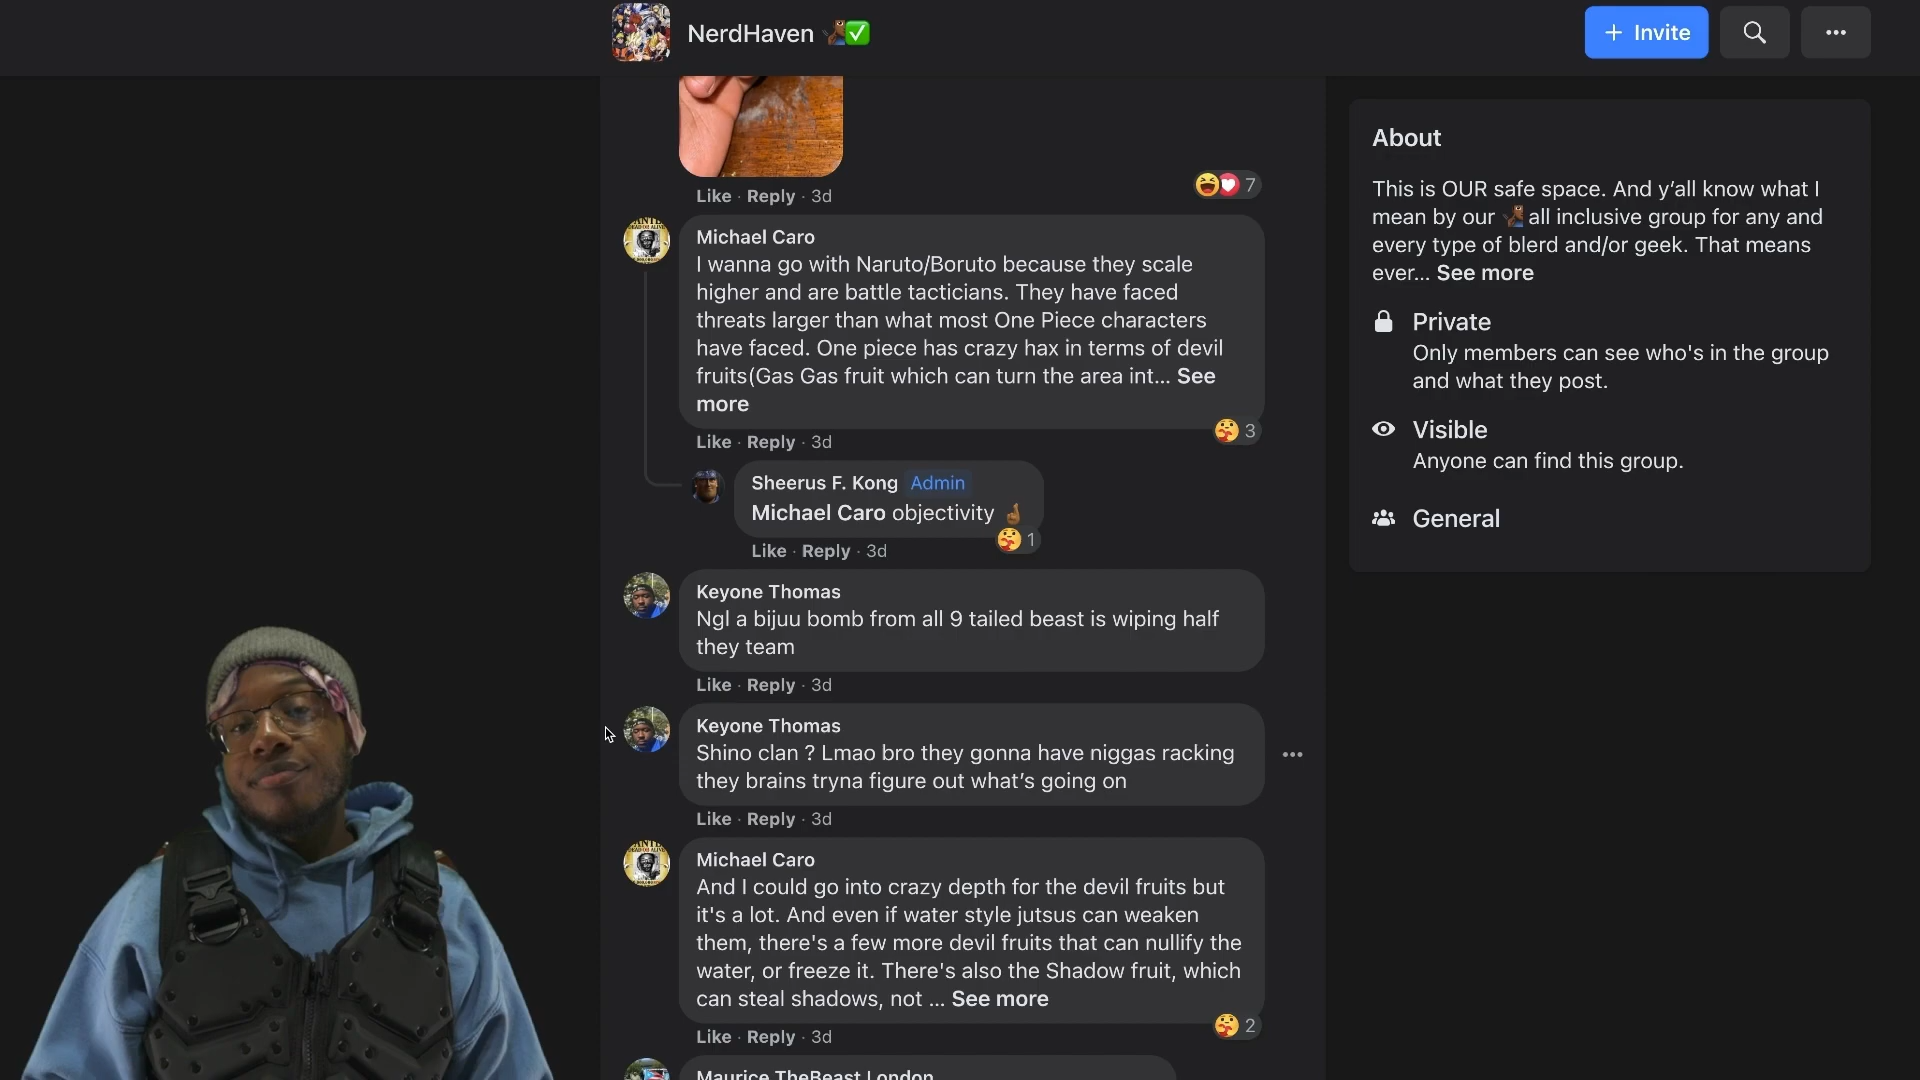 NerdHaven
+ Invite
Like · Reply · 3d
7
Michael Caro
I wanna go with Naruto/Boruto because they scale
higher and are battle tacticians. They have faced
threats larger than what most One Piece characters
have faced. One piece has crazy hax in terms of devil
fruits(Gas Gas fruit which can turn the area int... See
more
Like · Reply · 3d
3
Sheerus F. Kong Admin
Michael Caro objectivity
Like · Reply · 3d
1
Keyone Thomas
Ngl a bijuu bomb from all 9 tailed beast is wiping half
they team
Like · Reply · 3d
Keyone Thomas
Shino clan ? Lmao bro they gonna have niggas racking
they brains tryna figure out what's going on
Like · Reply · 3d
Michael Caro
And I could go into crazy depth for the devil fruits but
it's a lot. And even if water style jutsus can weaken
them, there's a few more devil fruits that can nullify the
water, or freeze it. There's also the Shadow fruit, which
can steal shadows, not ... See more
Like · Reply · 3d
2
Maurice TheBeast London
About
This is OUR safe space. And y'all know what I
mean by our all inclusive group for any and
every type of blerd and/or geek. That means
ever... See more
Private
Only members can see who's in the group
and what they post.
Visible
Anyone can find this group.
General